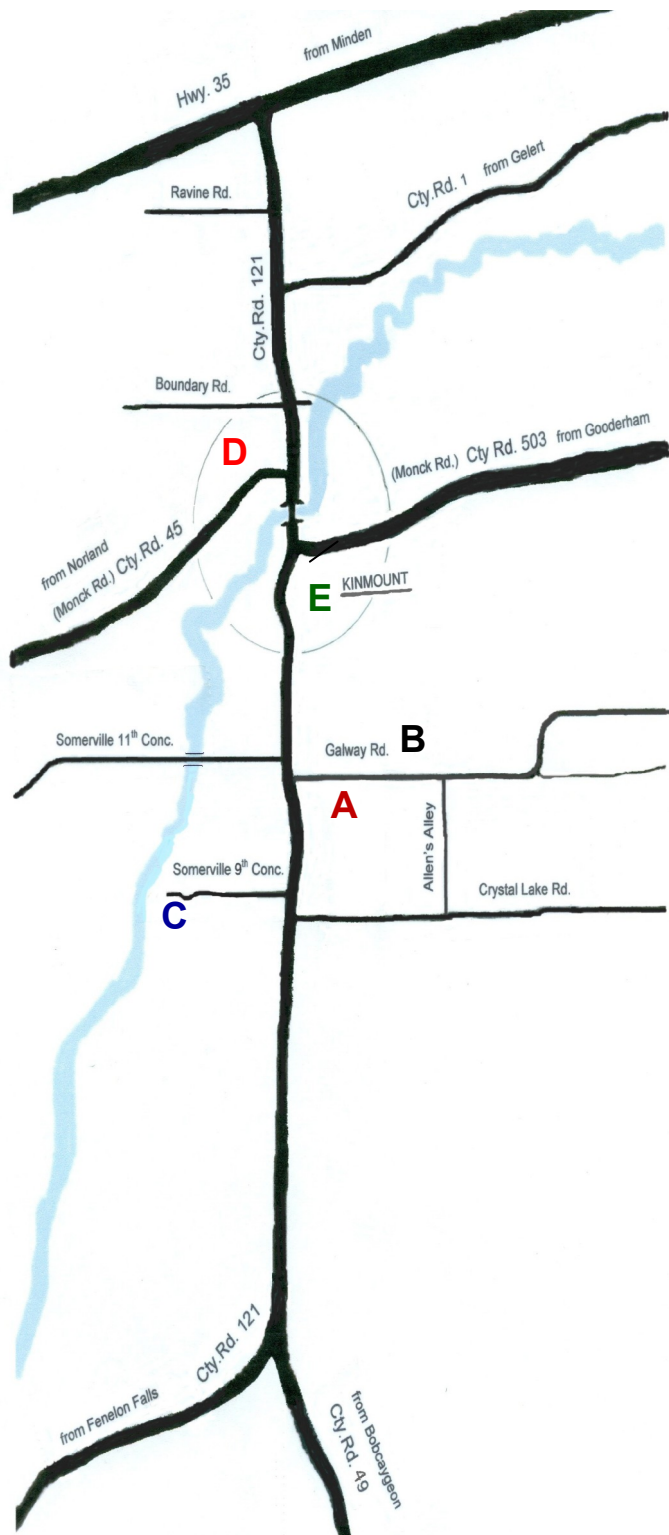 from Minden
Hwy. 35
Cty.Rd. 1 from Gelert
Ravine Rd.
Cty.Rd. 121
Boundary Rd.
D
(Monck Rd.) Cty Rd. 503 from Gooderham
from Norland
(Monck Rd.) Cty.Rd. 45
E
KINMOUNT
Somerville 11th Conc.
Galway Rd.
B
A
Allen's Alley
Somerville 9th Conc.
Crystal Lake Rd.
C
Cty.Rd. 121
from Fenelon Falls
from Bobcaygeon
Cty.Rd. 49